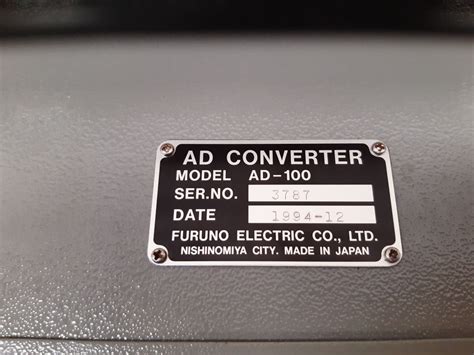 AD CONVERTER
MODEL AD-100
SER.NO. 3787
DATE 1994-12
FURUNO ELECTRIC CO., LTD.
NISHINOMIYA CITY. MADE IN JAPAN